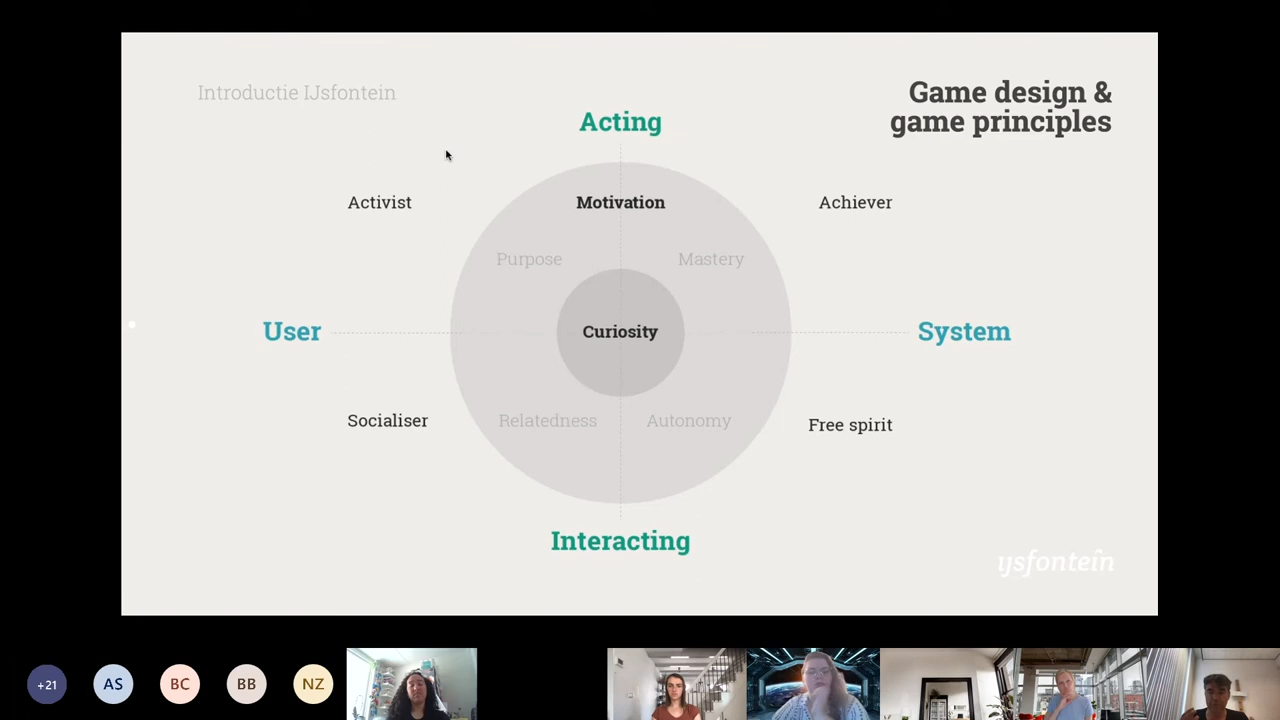 Introductie IJsfontein
Game design &
game principles
Acting
Activist
Motivation
Achiever
Purpose
Mastery
User
Curiosity
System
Socialiser
Relatedness
Autonomy
Free spirit
Interacting
ijsfontein
+21
AS
BC
BB
NZ